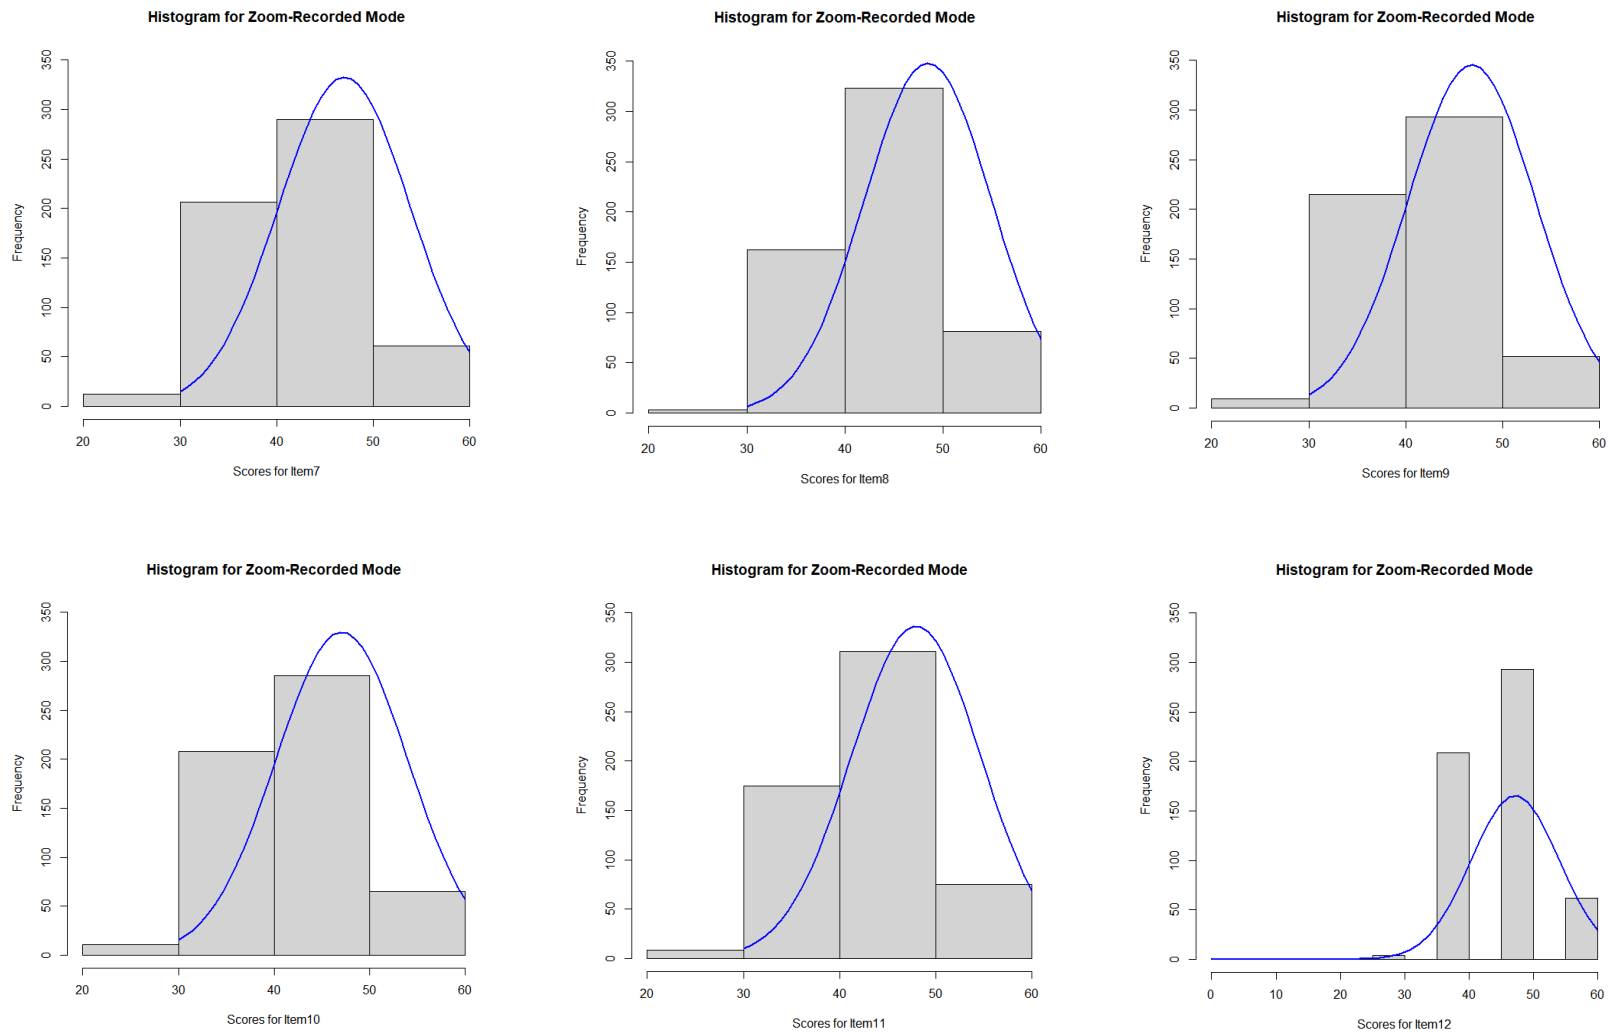 Histogram for Zoom-Recorded Mode
Frequency
0 50 100 150 200 250 300 350
20 30 40 50 60
Scores for Item7
Histogram for Zoom-Recorded Mode
Frequency
0 50 100 150 200 250 300 350
20 30 40 50 60
Scores for Item8
Histogram for Zoom-Recorded Mode
Frequency
0 50 100 150 200 250 300 350
20 30 40 50 60
Scores for Item9
Histogram for Zoom-Recorded Mode
Frequency
0 50 100 150 200 250 300 350
20 30 40 50 60
Scores for Item10
Histogram for Zoom-Recorded Mode
Frequency
0 50 100 150 200 250 300 350
20 30 40 50 60
Scores for Item11
Histogram for Zoom-Recorded Mode
Frequency
0 50 100 150 200 250 300 350
0 10 20 30 40 50 60
Scores for Item12